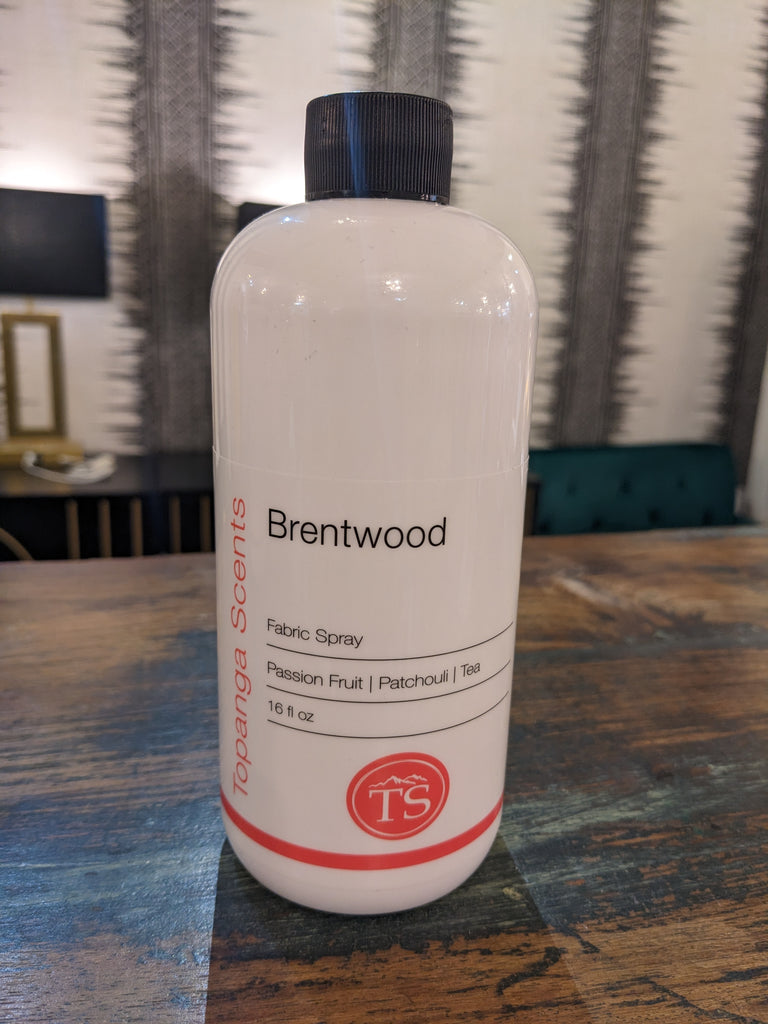 Topanga Scents
Brentwood
Fabric Spray
Passion Fruit | Patchouli | Tea
16 fl oz
TS